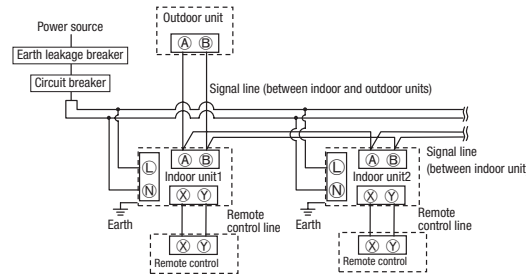 Outdoor unit
Power source
A B
Earth leakage breaker
Circuit breaker
Signal line (between indoor and outdoor units)
A B
A B
Signal line
(between indoor unit
L
N
Indoor unit1
L
N
Indoor unit2
X Y
X Y
Earth
Remote
control line
Earth
Remote
control line
X Y
Remote control
X Y
Remote control